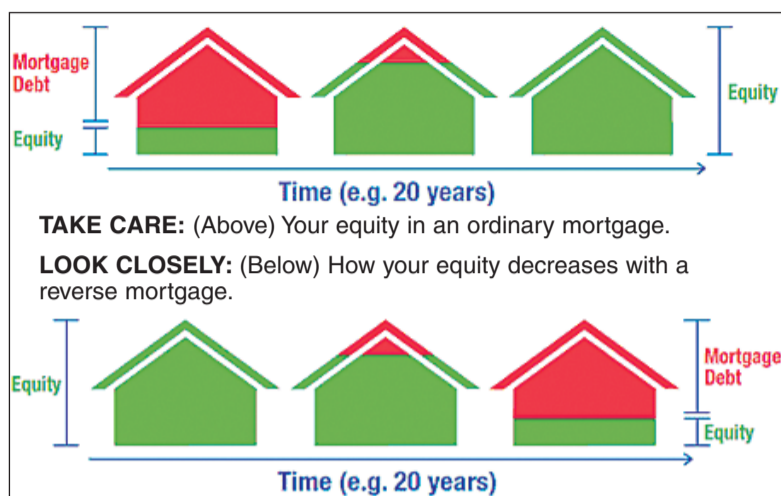 Mortgage
Debt
Equity
Equity
Time (e.g. 20 years)
TAKE CARE: (Above) Your equity in an ordinary mortgage.
LOOK CLOSELY: (Below) How your equity decreases with a
reverse mortgage.
Equity
Mortgage
Debt
Equity
Time (e.g. 20 years)